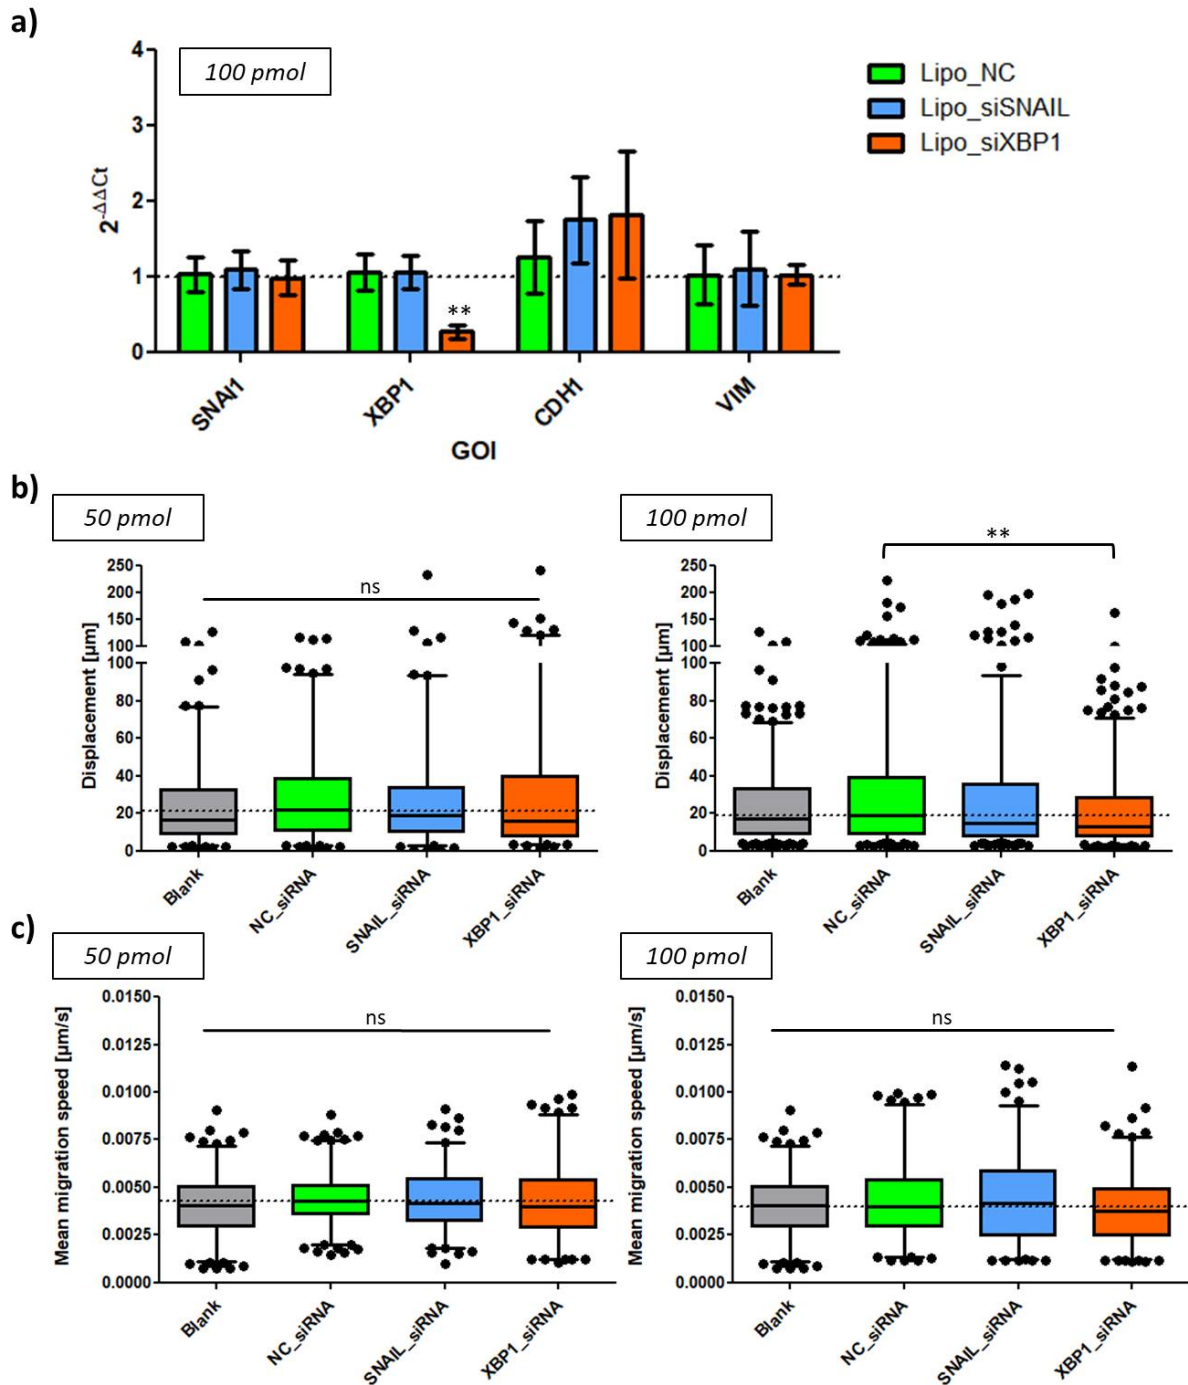 a)
100 pmol
Lipo_NC
Lipo_siSNAIL
Lipo_siXBP1
4
3
2
1
0
2^-ΔΔCt
**
SNAI1
XBP1
CDH1
VIM
GOI
b)
50 pmol
Displacement [µm]
250
200
150
100
100
80
60
40
20
0
ns
Blank
NC_siRNA
SNAIL_siRNA
XBP1_siRNA
100 pmol
Displacement [µm]
250
200
150
100
100
80
60
40
20
0
**
Blank
NC_siRNA
SNAIL_siRNA
XBP1_siRNA
c)
50 pmol
Mean migration speed [µm/s]
0.0150
0.0125
0.0100
0.0075
0.0050
0.0025
0.0000
ns
Blank
NC_siRNA
SNAIL_siRNA
XBP1_siRNA
100 pmol
Mean migration speed [µm/s]
0.0150
0.0125
0.0100
0.0075
0.0050
0.0025
0.0000
ns
Blank
NC_siRNA
SNAIL_siRNA
XBP1_siRNA